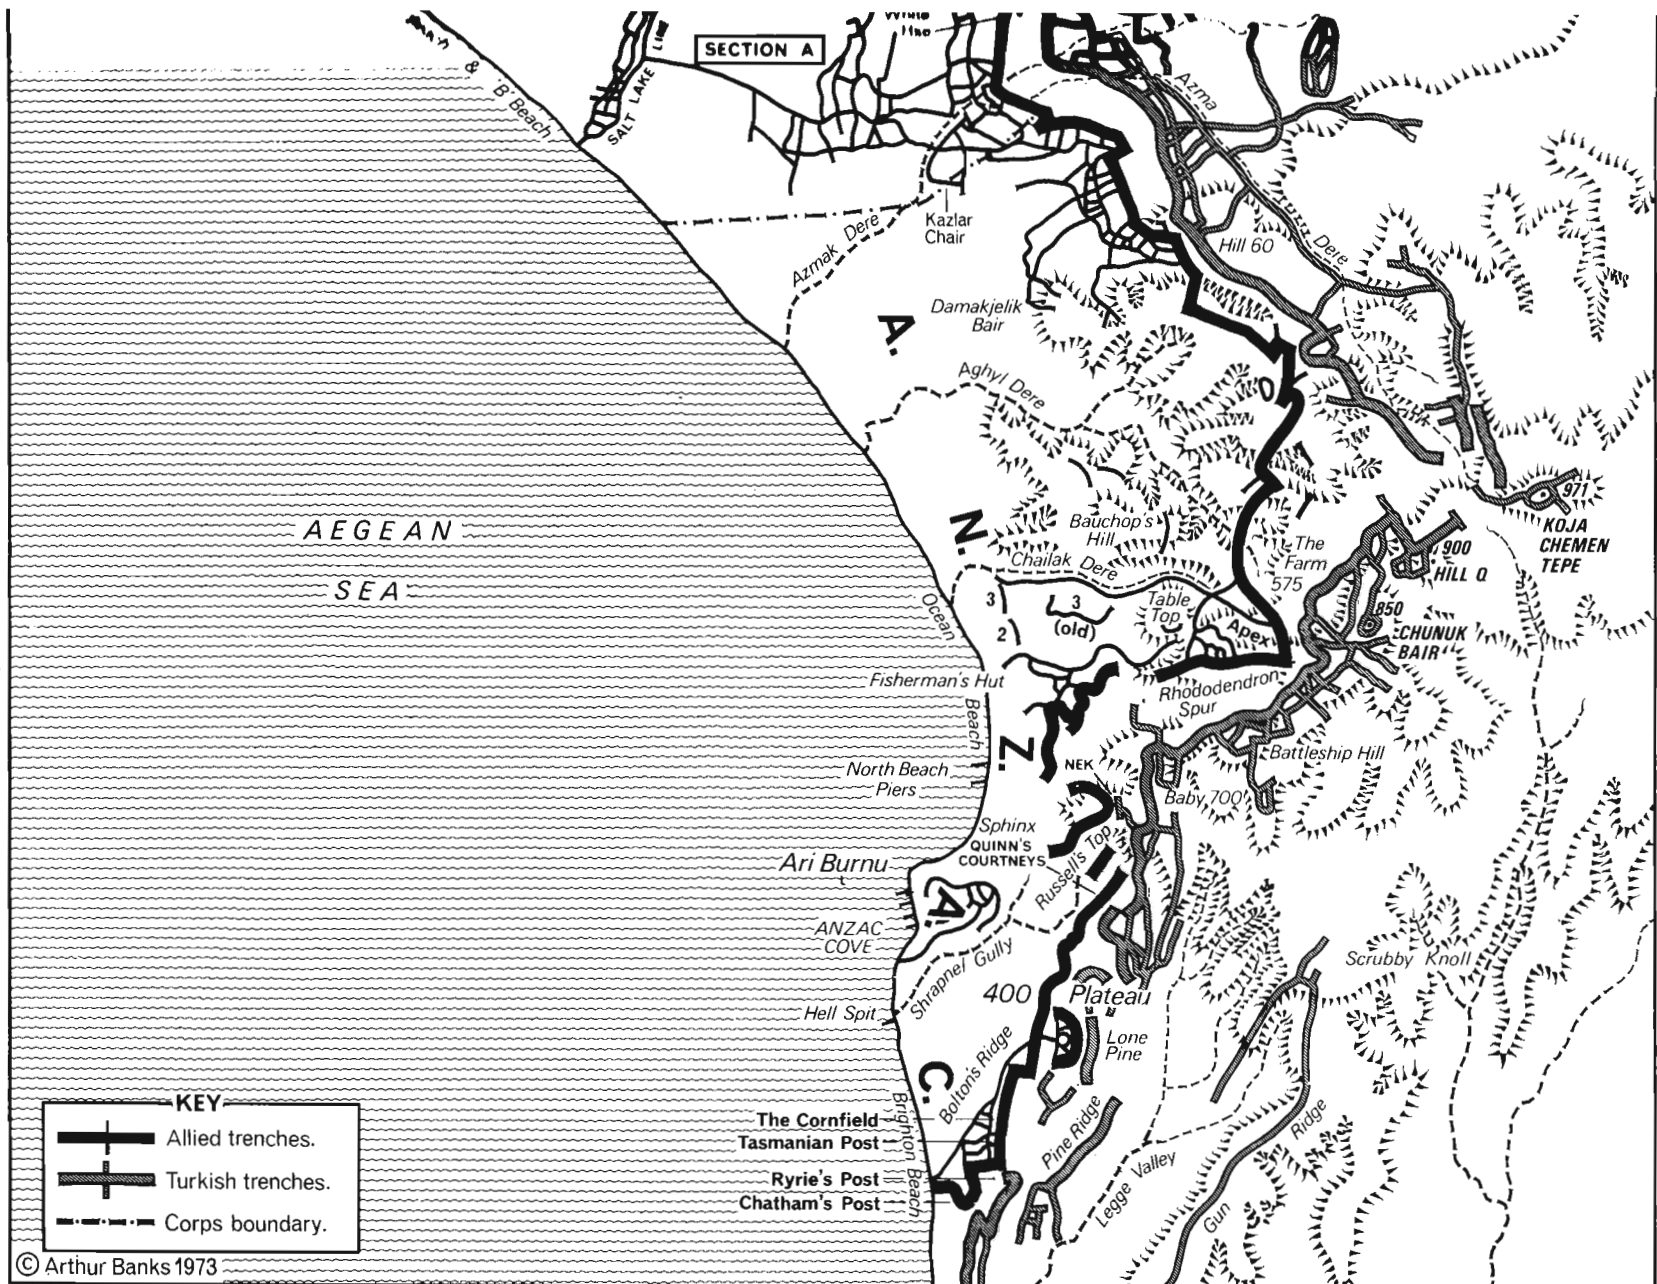 SECTION A
& 'B' Beach
SALT LAKE
LINE
Azma
Dere
Kazlar
Chair
Azmak Dere
Hill 60
Damakjelik
Bair
A.
Aghyl Dere
971
KOJA
CHEMEN
TEPE
N.
Bauchop's
Hill
The
Farm
575
900
HILL Q
Chailak Dere
AEGEAN
SEA
Ocean
Beach
3
2
3
(old)
Table
Top
Apex
850
CHUNUK
BAIR
Fisherman's Hut
Rhododendron
Spur
Z.
Battleship Hill
NEK
Baby 700
North Beach
Piers
Sphinx
QUINN'S
COURTNEYS
Russell's Top
Ari Burnu
A.
ANZAC
COVE
Shrapnel Gully
Scrubby Knoll
400 Plateau
Hell Spit
Lone
Pine
Bolton's Ridge
C.
Brighton Beach
The Cornfield
Tasmanian Post
Ryrie's Post
Chatham's Post
Pine Ridge
Legge Valley
Gun Ridge
KEY
Allied trenches.
Turkish trenches.
Corps boundary.
© Arthur Banks 1973